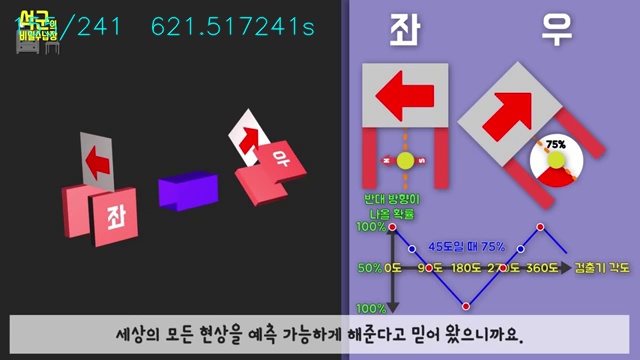 석군의
비밀수납장
/241 621.517241s
좌 우
75%
N S
반대 방향이
나올 확률
100%
45도일 때 75%
50% 0도 90도 180도 270도 360도 검출기 각도
100%
좌
우
세상의 모든 현상을 예측 가능하게 해준다고 믿어 왔으니까요.